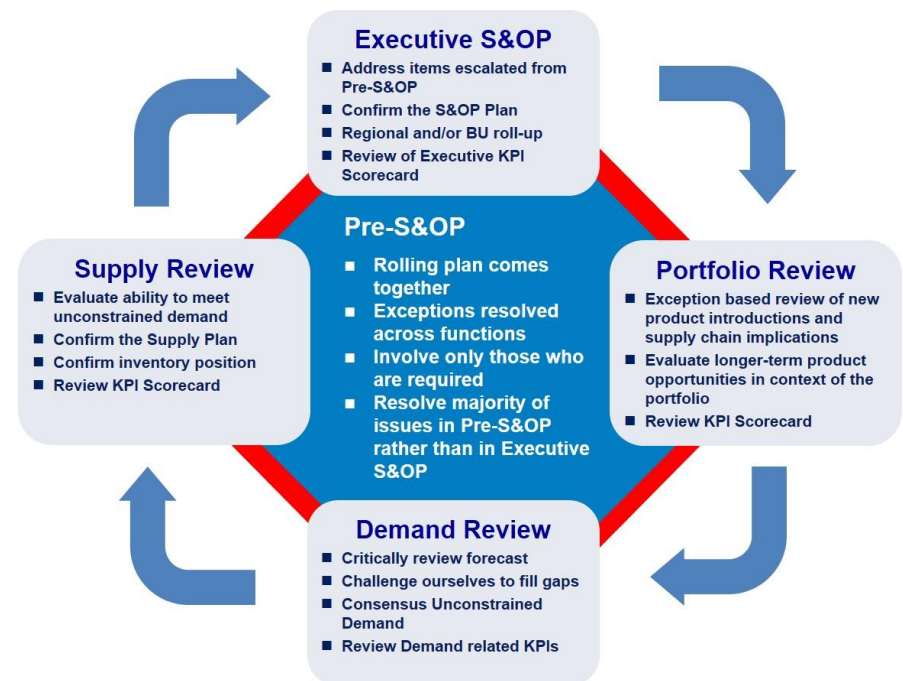 Executive S&OP
■ Address items escalated from
Pre-S&OP
■ Confirm the S&OP Plan
■ Regional and/or BU roll-up
■ Review of Executive KPI
Scorecard
Pre-S&OP
■ Rolling plan comes
together
■ Exceptions resolved
across functions
■ Involve only those who
are required
■ Resolve majority of
issues in Pre-S&OP
rather than in Executive
S&OP
Supply Review
■ Evaluate ability to meet
unconstrained demand
■ Confirm the Supply Plan
■ Confirm inventory position
■ Review KPI Scorecard
Portfolio Review
■ Exception based review of new
product introductions and
supply chain implications
■ Evaluate longer-term product
opportunities in context of the
portfolio
■ Review KPI Scorecard
Demand Review
■ Critically review forecast
■ Challenge ourselves to fill gaps
■ Consensus Unconstrained
Demand
■ Review Demand related KPIs